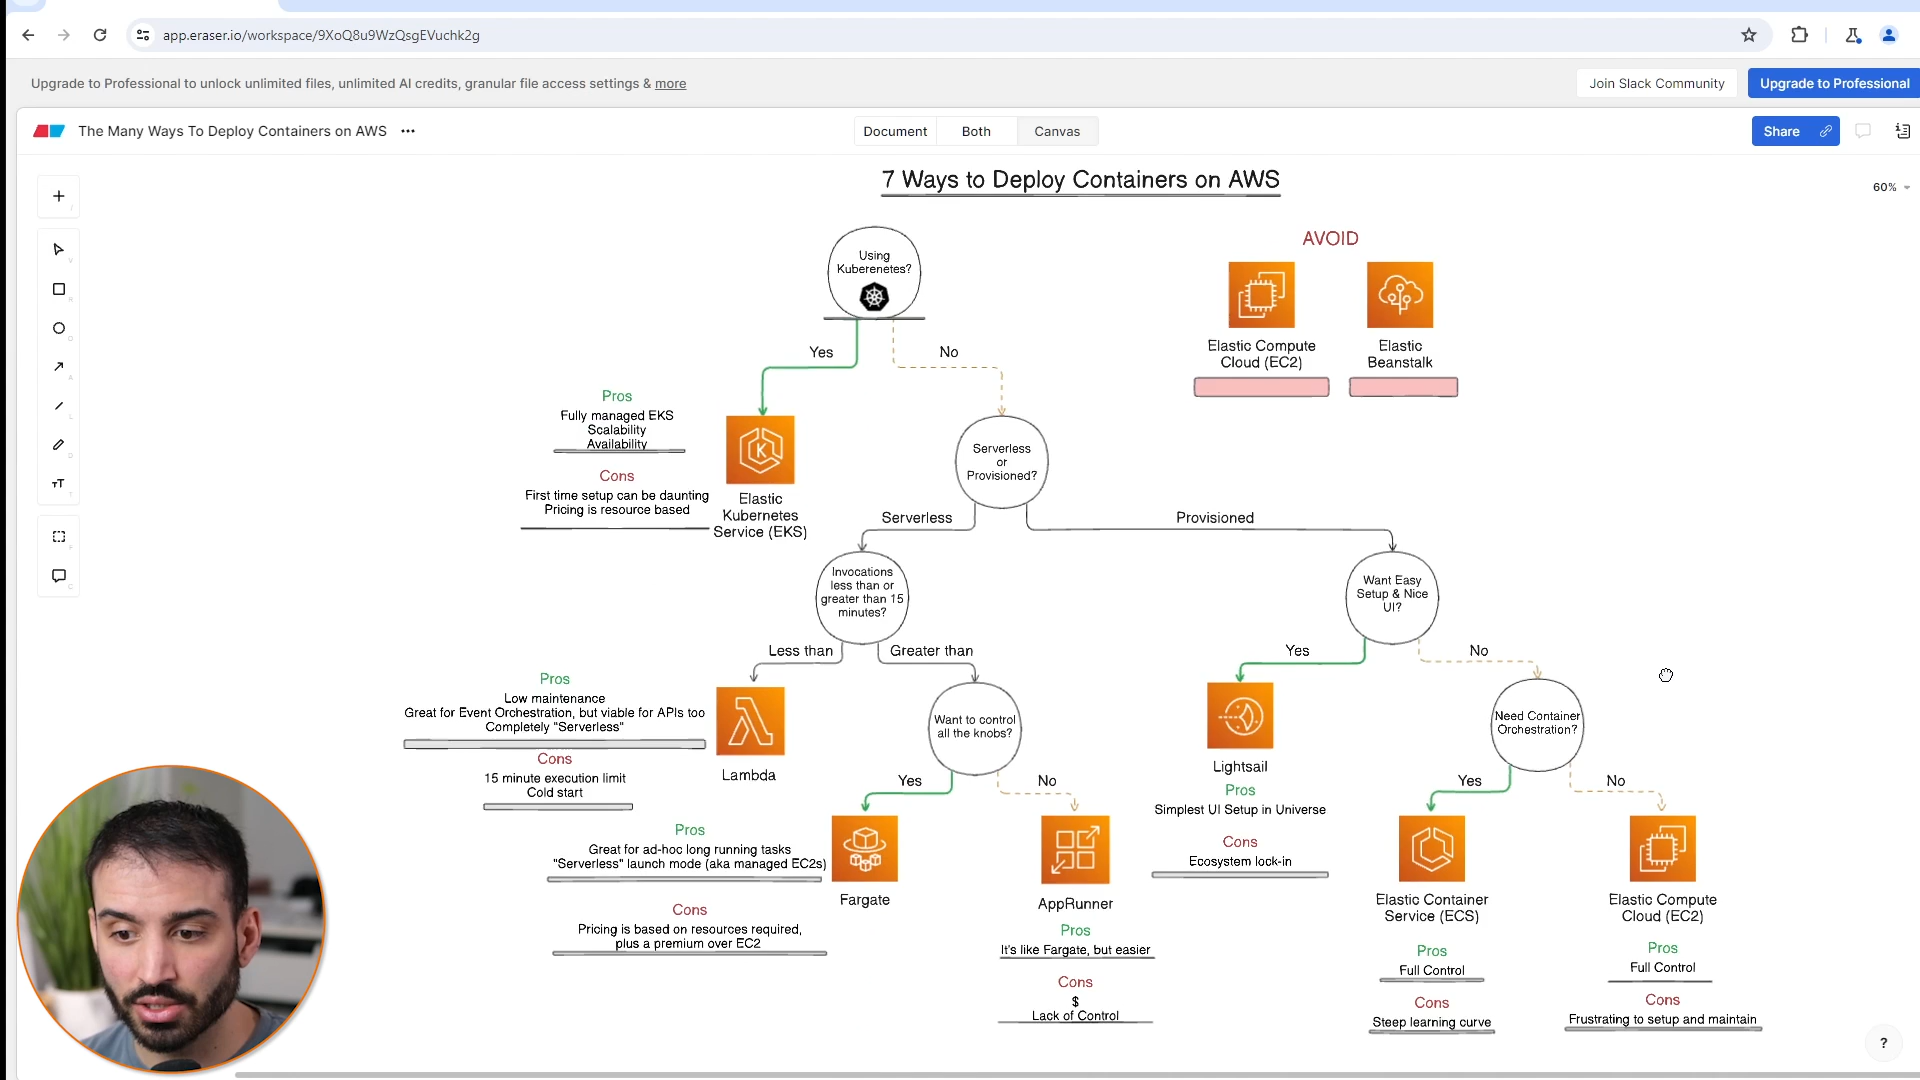 app.eraser.io/workspace/9XoQ8u9WzQsgEVuchk2g
Upgrade to Professional to unlock unlimited files, unlimited AI credits, granular file access settings & more
Join Slack Community
Upgrade to Professional
The Many Ways To Deploy Containers on AWS
Document
Both
Canvas
Share
60%
7 Ways to Deploy Containers on AWS
Using
Kuberenetes?
AVOID
Elastic Compute
Cloud (EC2)
Elastic
Beanstalk
Yes
No
Pros
Fully managed EKS
Scalability
Availability
Cons
First time setup can be daunting
Pricing is resource based
Elastic
Kubernetes
Service (EKS)
Serverless
or
Provisioned?
Serverless
Provisioned
Invocations
less than or
greater than 15
minutes?
Want Easy
Setup & Nice
UI?
Less than
Greater than
Yes
No
Pros
Low maintenance
Great for Event Orchestration, but viable for APIs too
Completely "Serverless"
Cons
15 minute execution limit
Cold start
Lambda
Want to control
all the knobs?
Lightsail
Pros
Simplest UI Setup in Universe
Cons
Ecosystem lock-in
Need Container
Orchestration?
Yes
No
Yes
No
Pros
Great for ad-hoc long running tasks
"Serverless" launch mode (aka managed EC2s)
Cons
Pricing is based on resources required,
plus a premium over EC2
Fargate
AppRunner
Pros
It's like Fargate, but easier
Cons
$
Lack of Control
Elastic Container
Service (ECS)
Pros
Full Control
Cons
Steep learning curve
Elastic Compute
Cloud (EC2)
Pros
Full Control
Cons
Frustrating to setup and maintain
?